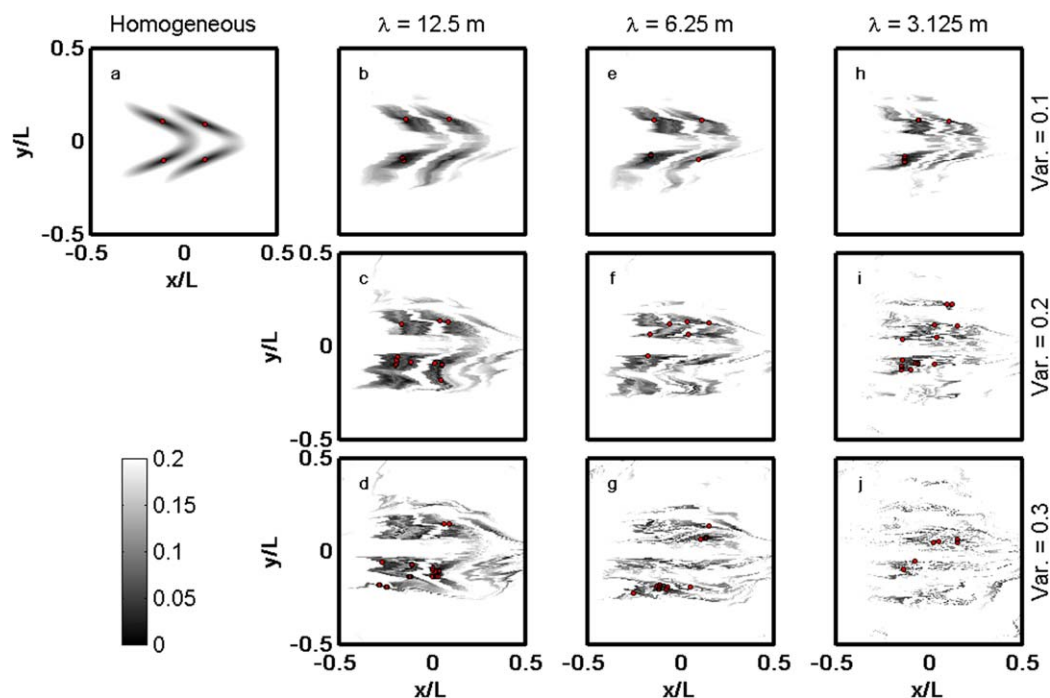 Homogeneous
λ = 12.5 m
λ = 6.25 m
λ = 3.125 m
0.5
a
b
e
h
y/L
0
Var. = 0.1
-0.5
-0.5
0
0.5
x/L
0.5
c
f
i
y/L
0
Var. = 0.2
-0.5
0.2
0.15
0.1
0.05
0
0.5
d
g
j
y/L
0
Var. = 0.3
-0.5
-0.5
0
0.5
-0.5
0
0.5
-0.5
0
0.5
x/L
x/L
x/L